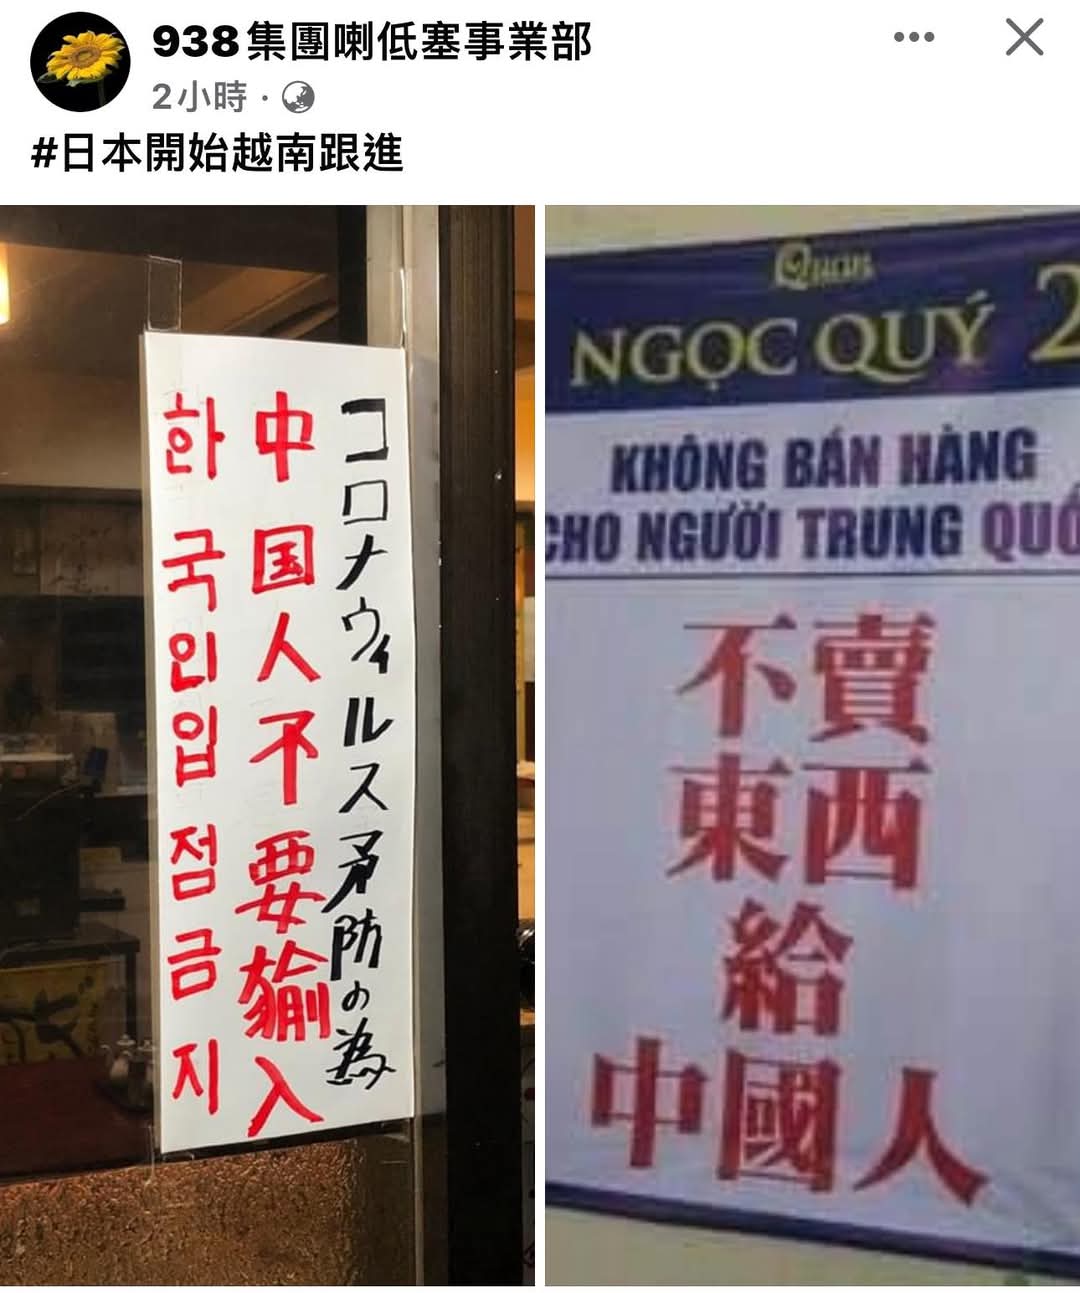 938集團喇低塞事業部
2小時
#日本開始越南跟進
コロナウィルス矛防の為
中国人不要输入
한국인입점금지
Quán
NGỌC QUÝ 2
KHÔNG BÁN HÀNG
CHO NGƯỜI TRUNG QUỐ
不賣
東西
給
中國人